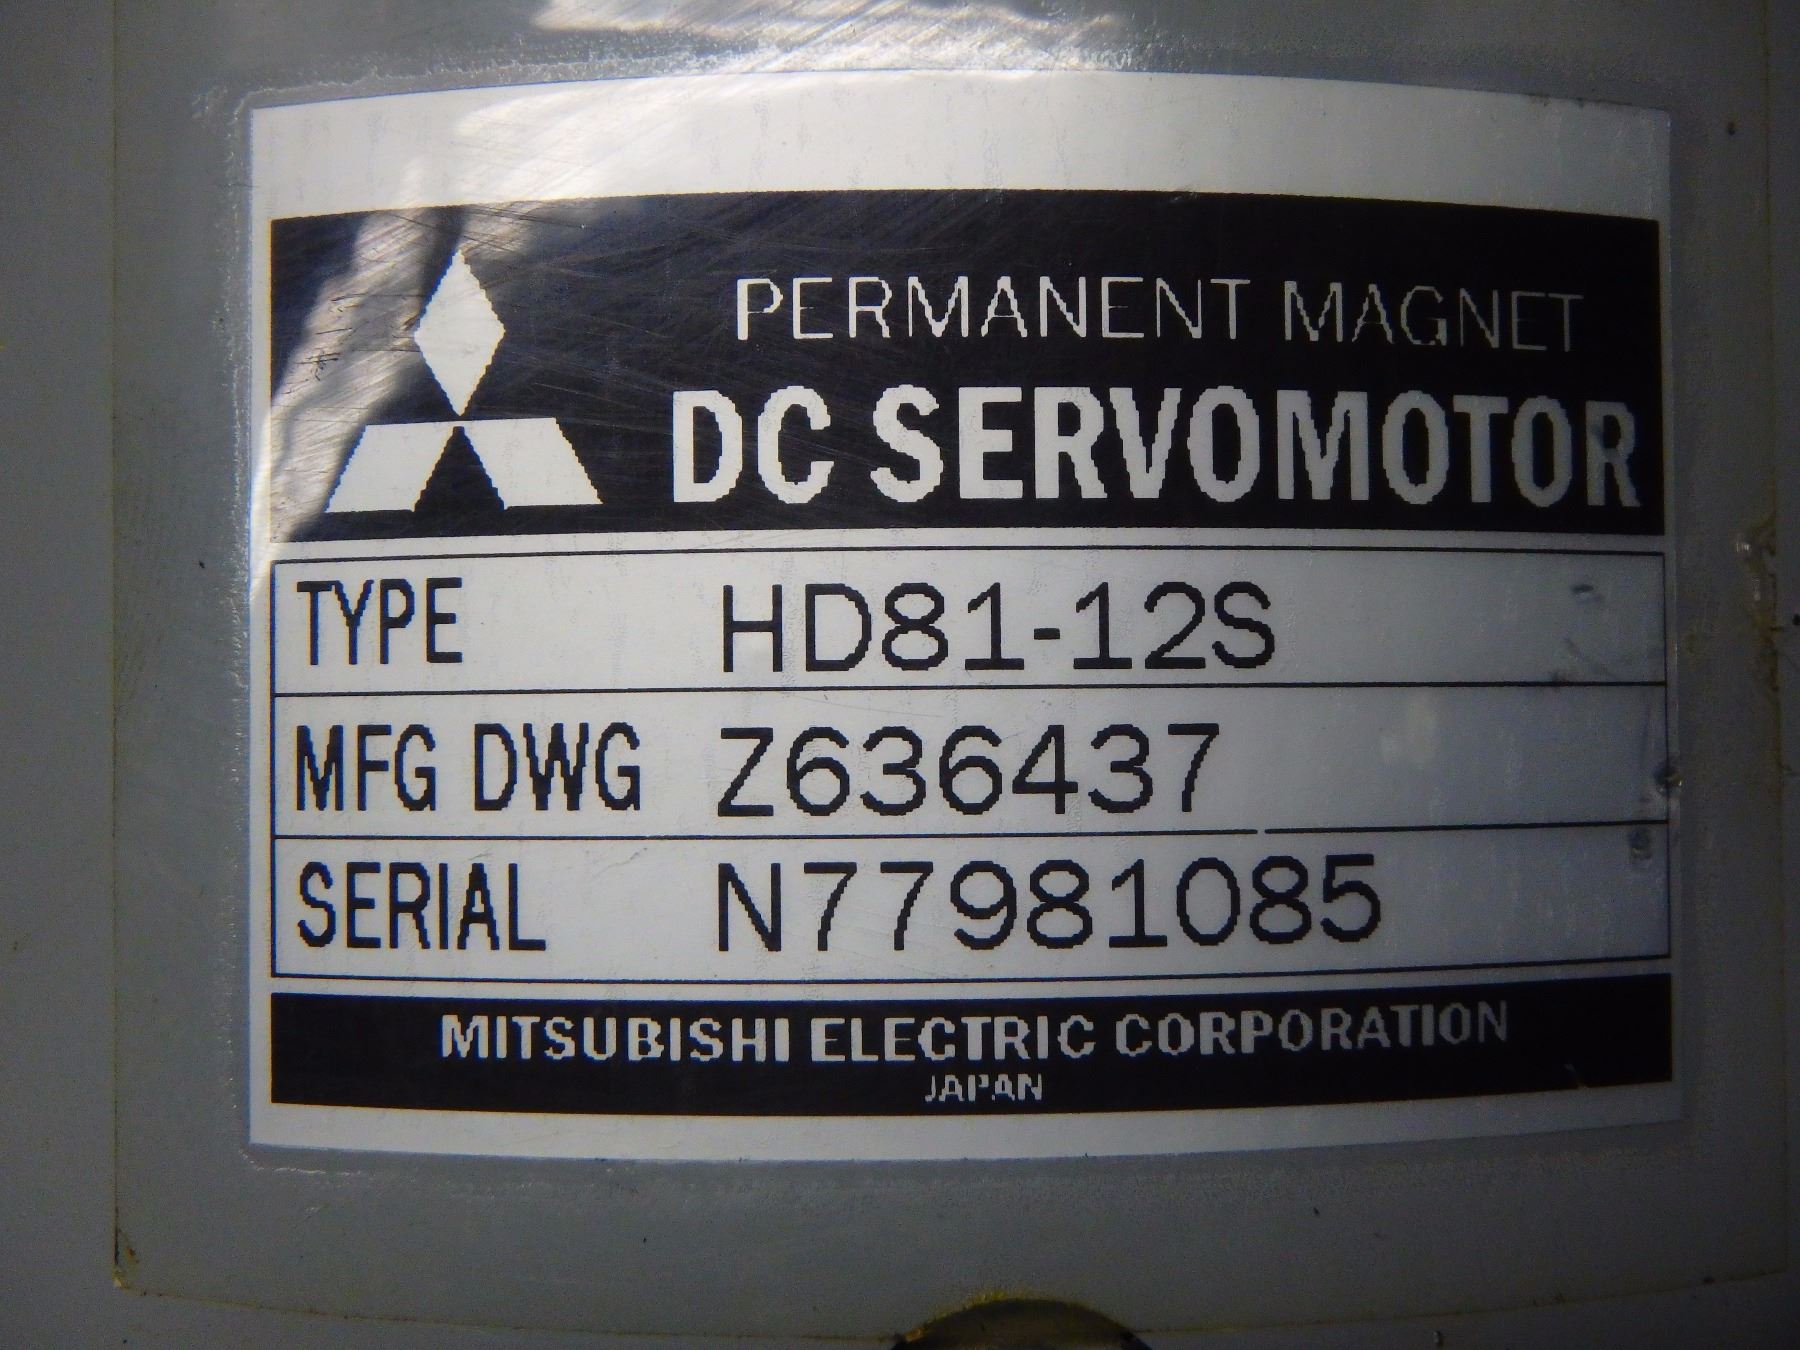 PERMANENT MAGNET
DC SERVOMOTOR
TYPE HD81-12S
MFG DWG Z636437
SERIAL N77981085
MITSUBISHI ELECTRIC CORPORATION
JAPAN